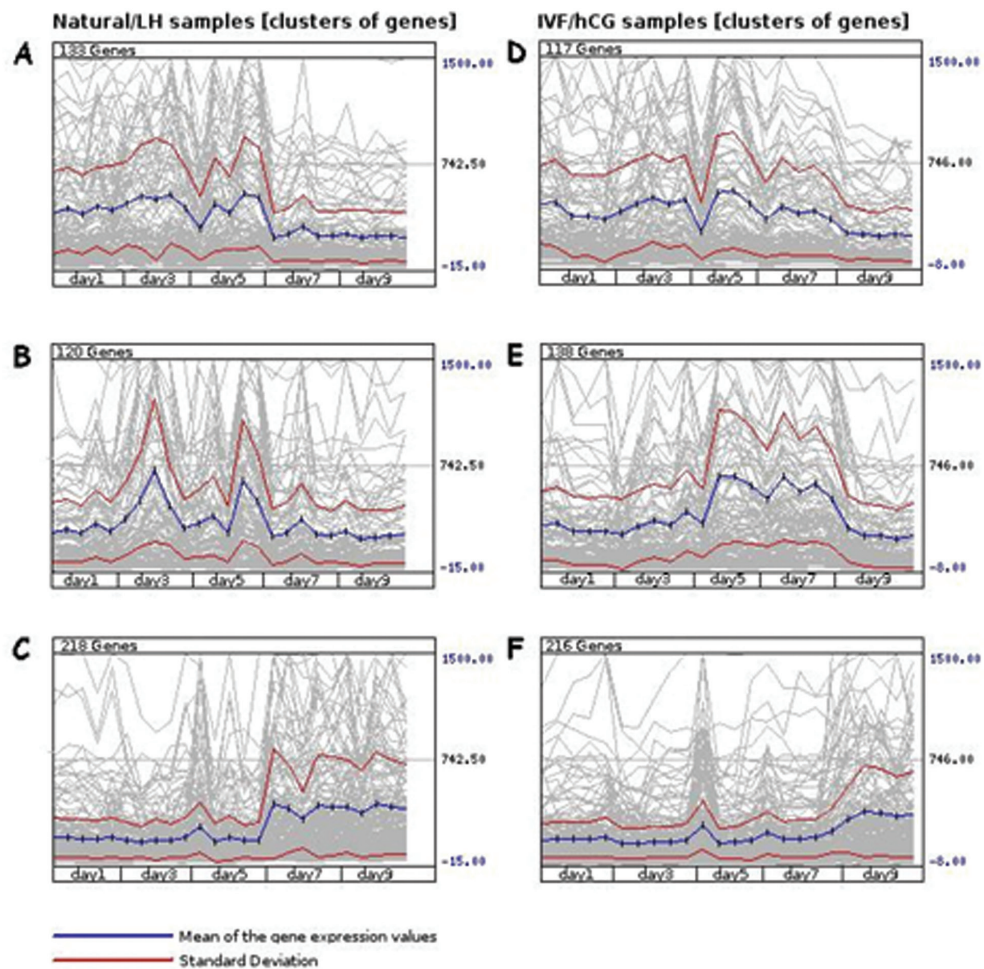 Natural/LH samples [clusters of genes]
IVF/hCG samples [clusters of genes]
A
133 Genes
1500.00
742.50
-15.00
day1 day3 day5 day7 day9
D
117 Genes
1500.00
746.00
-8.00
day1 day3 day5 day7 day9
B
120 Genes
1500.00
742.50
-15.00
day1 day3 day5 day7 day9
E
138 Genes
1500.00
746.00
-8.00
day1 day3 day5 day7 day9
C
218 Genes
1500.00
742.50
-15.00
day1 day3 day5 day7 day9
F
216 Genes
1500.00
746.00
-8.00
day1 day3 day5 day7 day9
Mean of the gene expression values
Standard Deviation